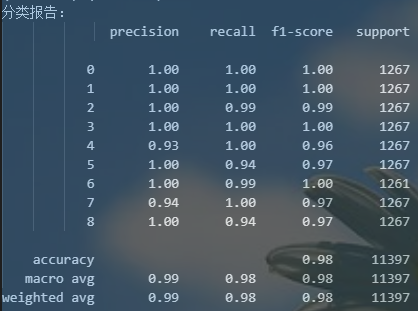 分类报告:
precision recall f1-score support
0 1.00 1.00 1.00 1267
1 1.00 1.00 1.00 1267
2 1.00 0.99 0.99 1267
3 1.00 1.00 1.00 1267
4 0.93 1.00 0.96 1267
5 1.00 0.94 0.97 1267
6 1.00 0.99 1.00 1261
7 0.94 1.00 0.97 1267
8 1.00 0.94 0.97 1267
accuracy 0.98 11397
macro avg 0.99 0.98 0.98 11397
weighted avg 0.99 0.98 0.98 11397